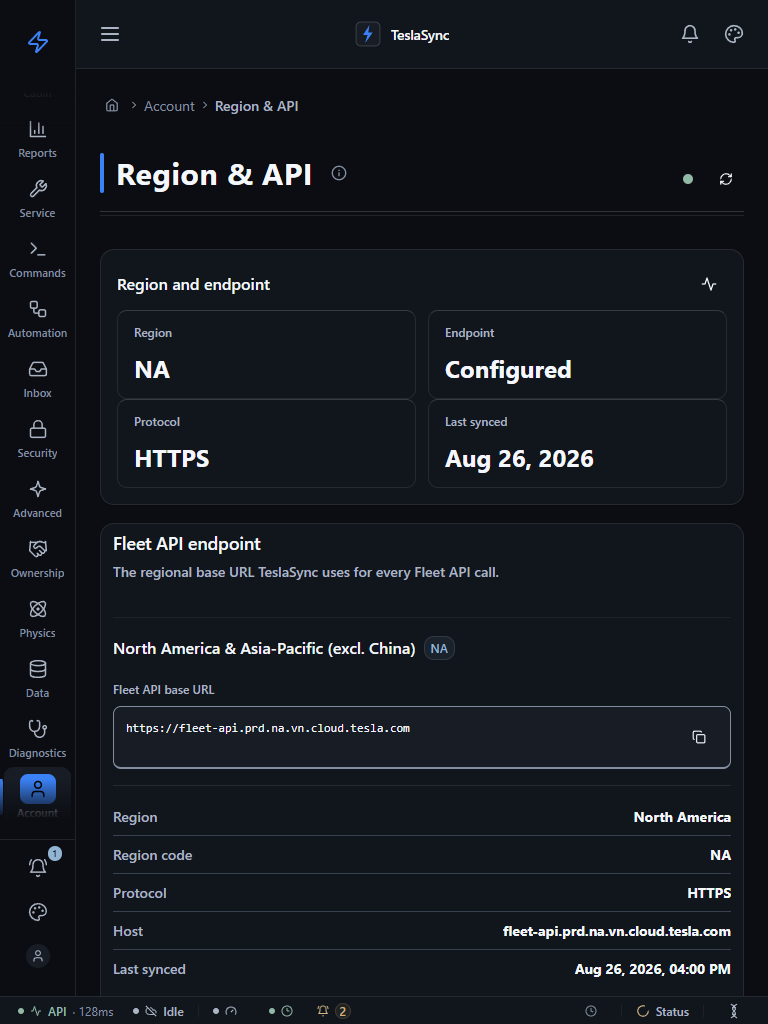 TeslaSync
Account
Region & API
Reports
Service
Commands
Automation
Inbox
Security
Advanced
Ownership
Physics
Data
Diagnostics
Account
1
Region & API
Region and endpoint
Region
NA
Endpoint
Configured
Protocol
HTTPS
Last synced
Aug 26, 2026
Fleet API endpoint
The regional base URL TeslaSync uses for every Fleet API call.
North America & Asia-Pacific (excl. China) NA
Fleet API base URL
https://fleet-api.prd.na.vn.cloud.tesla.com
Region North America
Region code NA
Protocol HTTPS
Host fleet-api.prd.na.vn.cloud.tesla.com
Last synced Aug 26, 2026, 04:00 PM
API · 128ms Idle 2 Status